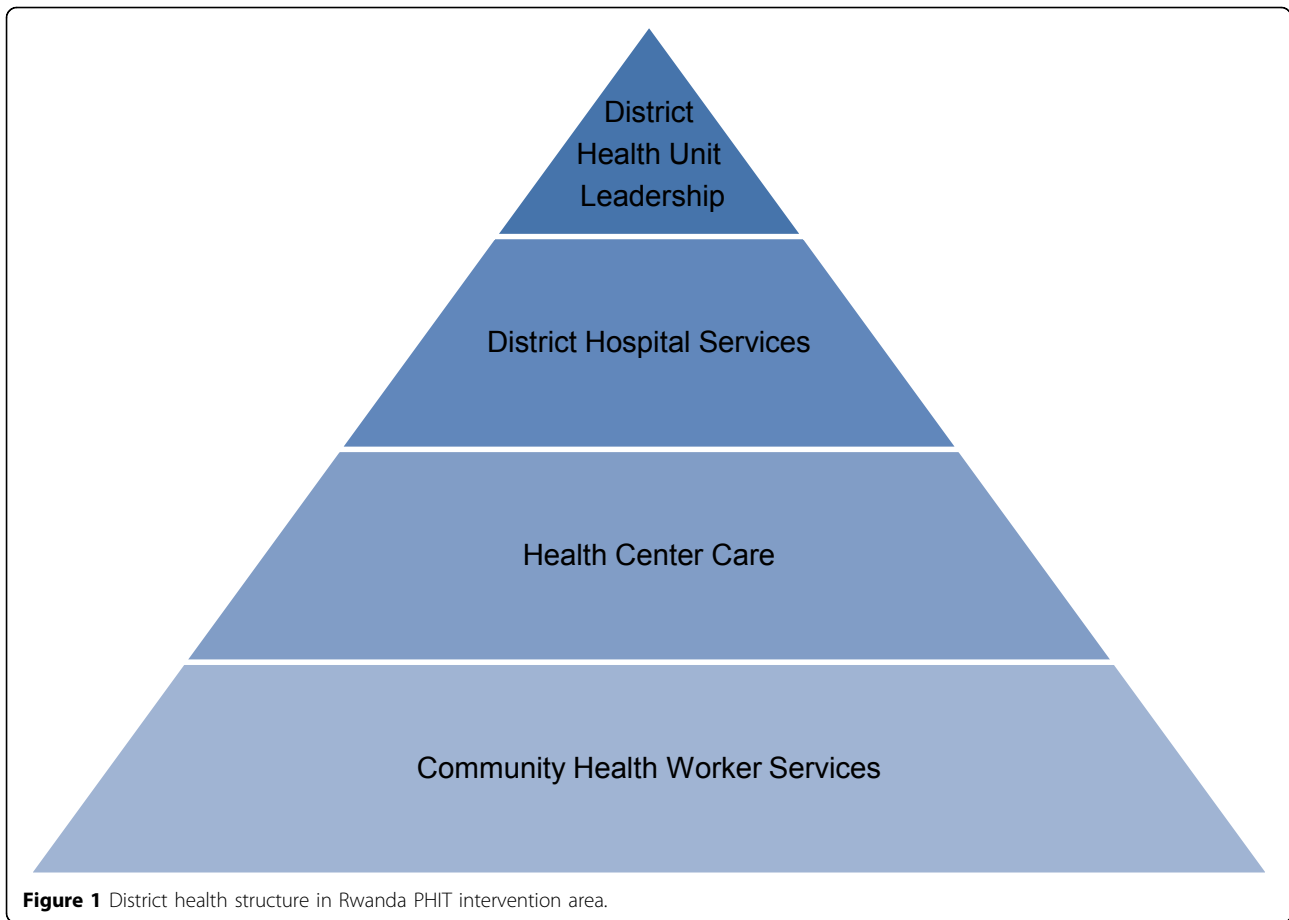 District
Health Unit
Leadership
District Hospital Services
Health Center Care
Community Health Worker Services
Figure 1 District health structure in Rwanda PHIT intervention area.